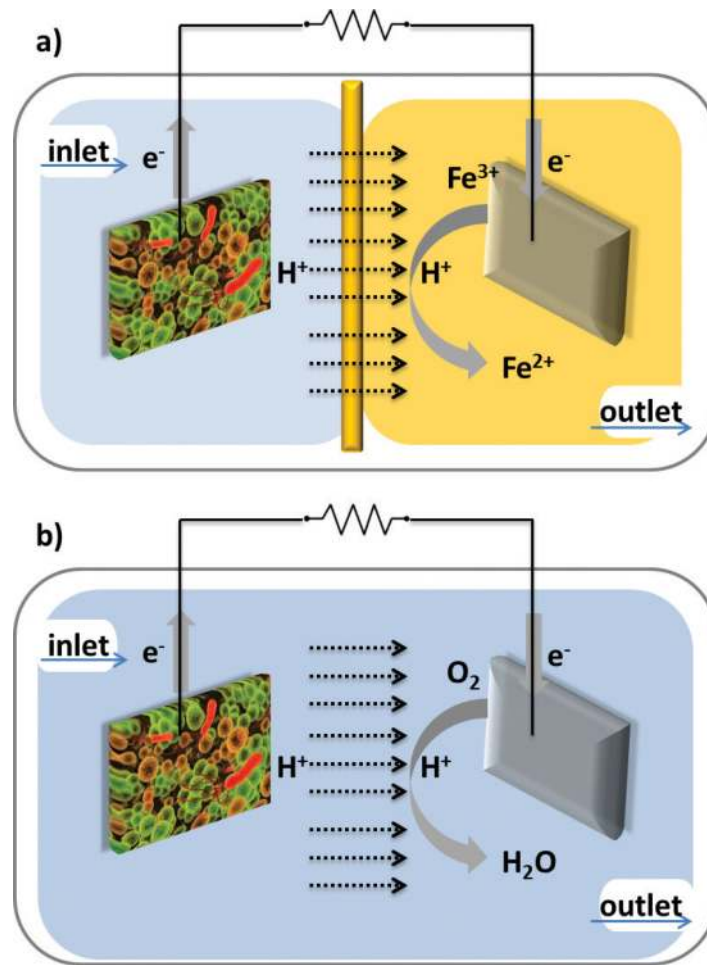 a)
inlet
e⁻
Fe³⁺
e⁻
H⁺
H⁺
Fe²⁺
outlet
b)
inlet
e⁻
O₂
e⁻
H⁺
H⁺
H₂O
outlet